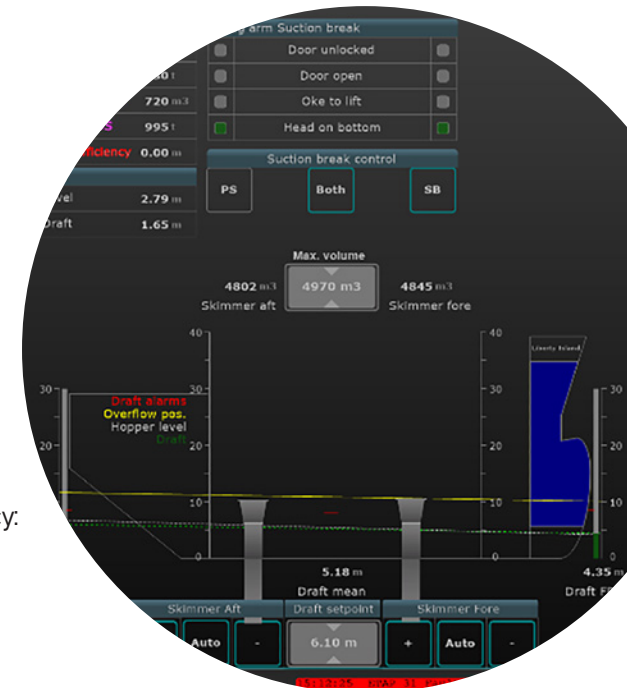 arm Suction break
Door unlocked
Door open
Oke to lift
Head on bottom
720 m3
995 t
0.00 m
Suction break control
PS Both SB
2.79 m
Draft 1.65 m
Max. volume
4802 m3 4970 m3 4845 m3
Skimmer aft Skimmer fore
40 40
Liberty Island
30 30 30 30
Draft alarms
Overflow pos.
Hopper level
Draft
20 20 20 20
10 10 10
0 0 0
5.18 m 4.35 m
Draft mean Draft
Skimmer Aft Draft setpoint Skimmer Fore
Auto - 6.10 m + Auto -